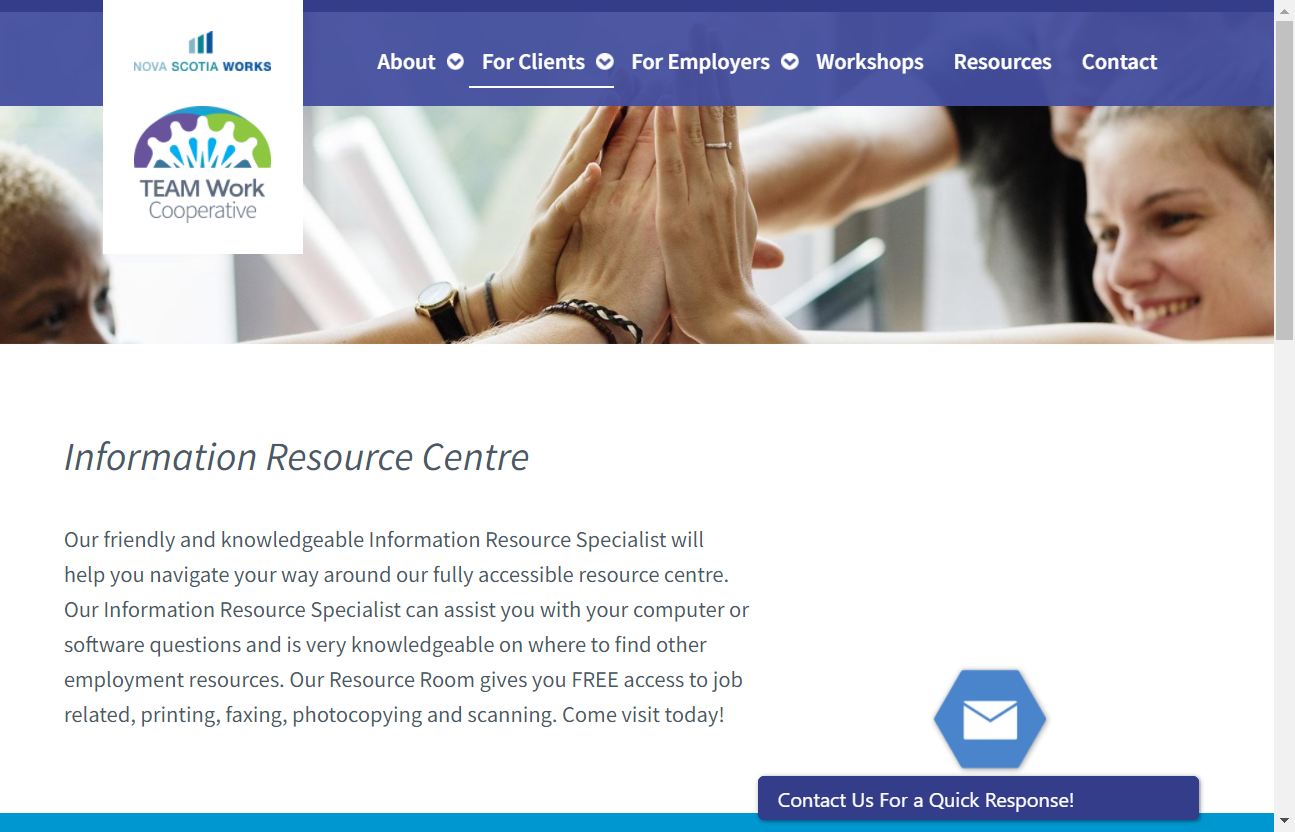 NOVA SCOTIA WORKS
TEAM Work
Cooperative
About For Clients For Employers Workshops Resources Contact
Information Resource Centre
Our friendly and knowledgeable Information Resource Specialist will
help you navigate your way around our fully accessible resource centre.
Our Information Resource Specialist can assist you with your computer or
software questions and is very knowledgeable on where to find other
employment resources. Our Resource Room gives you FREE access to job
related, printing, faxing, photocopying and scanning. Come visit today!
Contact Us For a Quick Response!